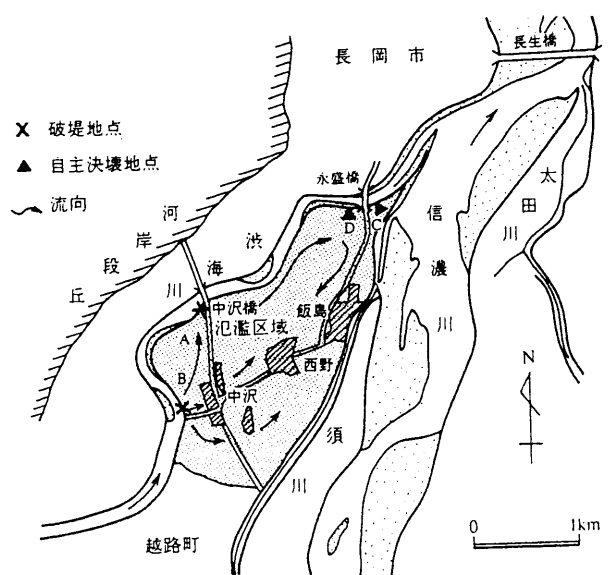 長生橋
長岡市
× 破堤地点
▲ 自主決壊地点
流向
永盛橋
太田川
河岸段丘
渋海川
信濃川
D
C
中沢橋
飯島
氾濫区域
A
西野
B
中沢
N
須川
越路町
0 1km